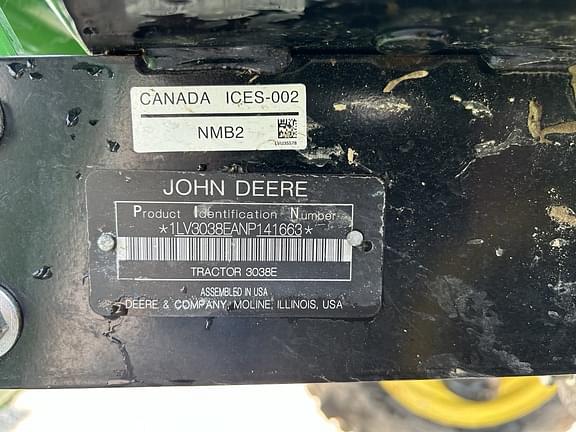 CANADA ICES-002
NMB2
LVU35578
JOHN DEERE
Product Identification Number
*1LV3038EANP141663*
TRACTOR 3038E
ASSEMBLED IN USA
DEERE & COMPANY, MOLINE, ILLINOIS, USA